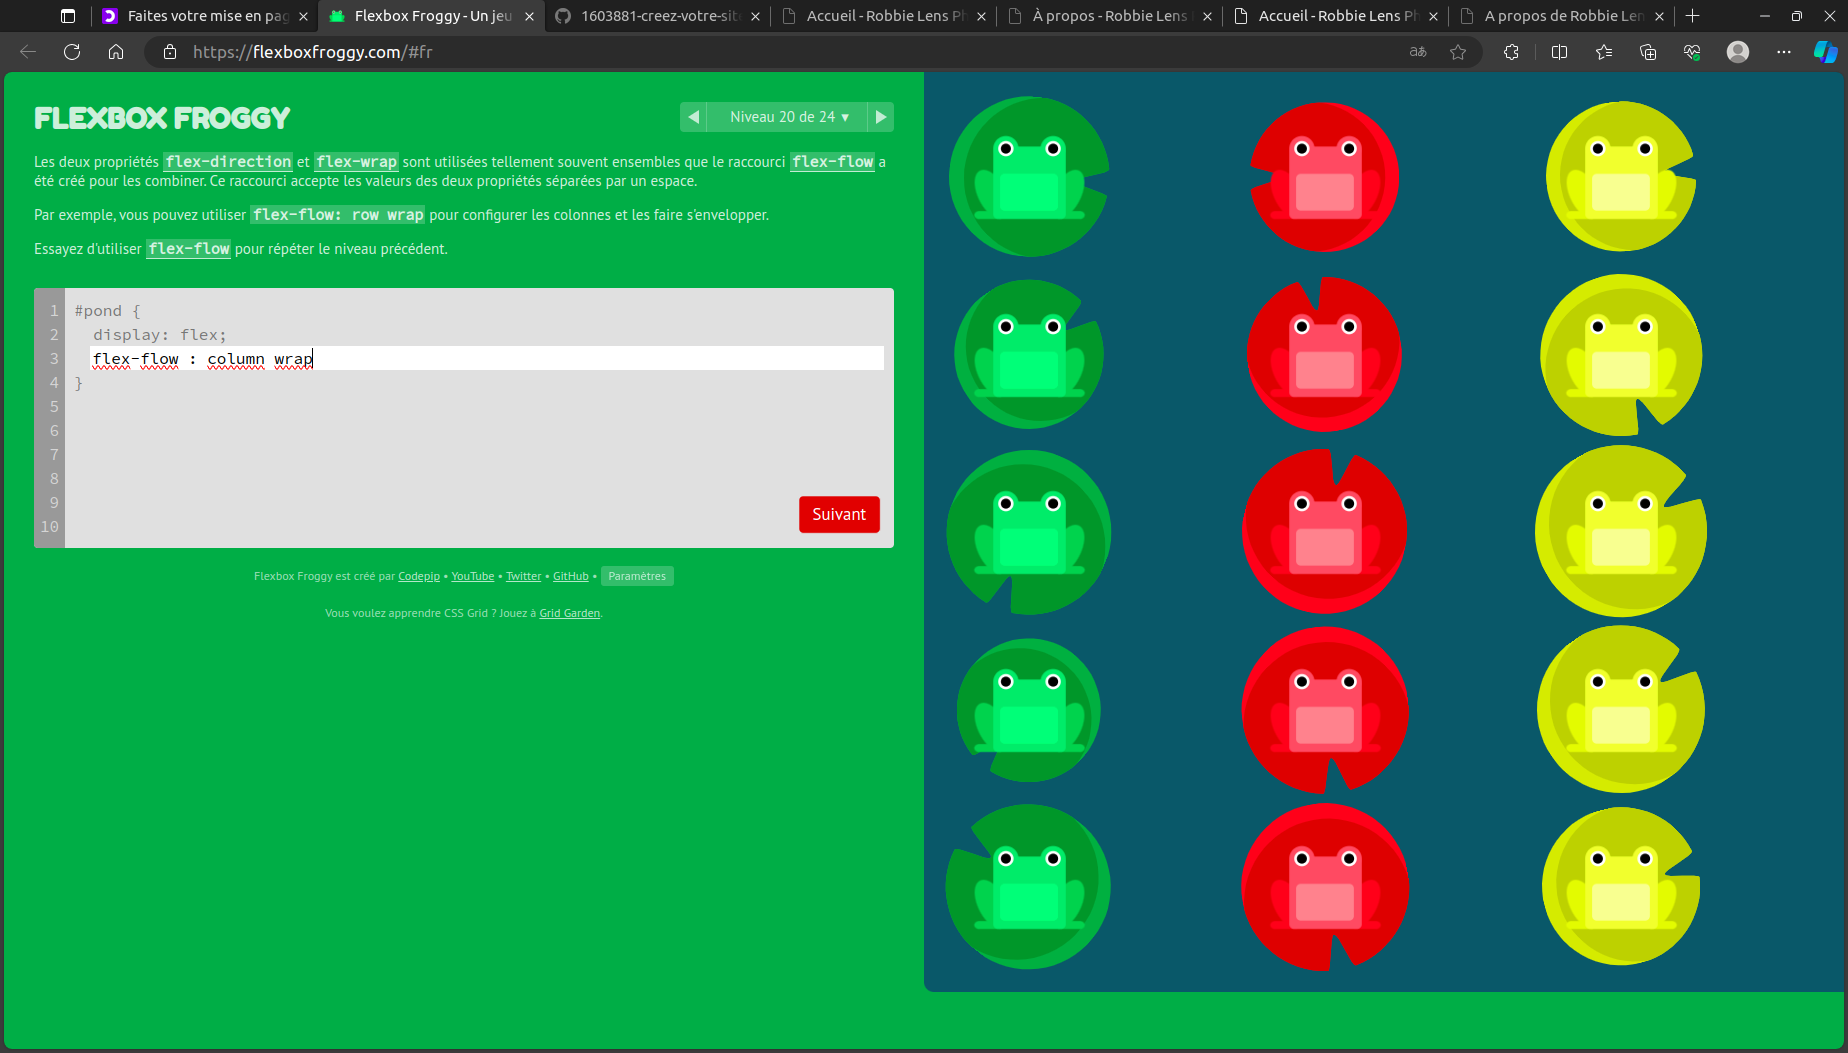 Faites votre mise en pag
Flexbox Froggy - Un jeu
1603881-creez-votre-site
Accueil - Robbie Lens Ph
À propos - Robbie Lens
Accueil - Robbie Lens Ph
A propos de Robbie Len
https://flexboxfroggy.com/#fr
FLEXBOX FROGGY
Niveau 20 de 24 ▾
Les deux propriétés flex-direction et flex-wrap sont utilisées tellement souvent ensembles que le raccourci flex-flow a
été créé pour les combiner. Ce raccourci accepte les valeurs des deux propriétés séparées par un espace.
Par exemple, vous pouvez utiliser flex-flow: row wrap pour configurer les colonnes et les faire s'envelopper.
Essayez d'utiliser flex-flow pour répéter le niveau précédent.
1 #pond {
2 display: flex;
3 flex-flow : column wrap
4 }
5
6
7
8
9
10
Suivant
Flexbox Froggy est créé par Codepip • YouTube • Twitter • GitHub • Paramètres
Vous voulez apprendre CSS Grid ? Jouez à Grid Garden.